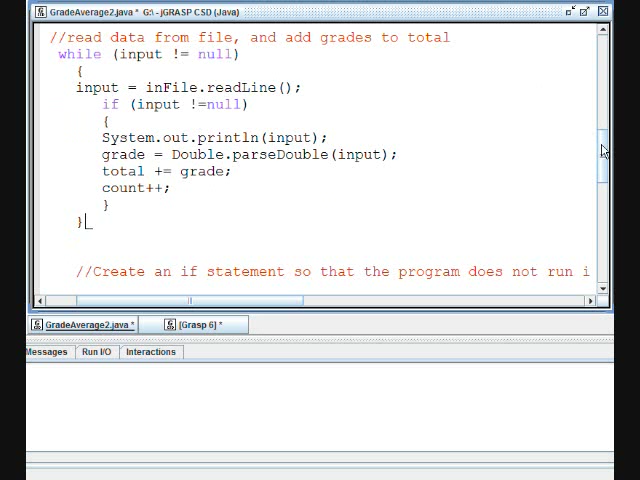 GradeAverage2.java * G:\ - jGRASP CSD (Java)
//read data from file, and add grades to total
while (input != null)
{
input = inFile.readLine();
if (input !=null)
{
System.out.println(input);
grade = Double.parseDouble(input);
total += grade;
count++;
}
}
//Create an if statement so that the program does not run i
GradeAverage2.java * [Grasp 6] *
Messages Run I/O Interactions